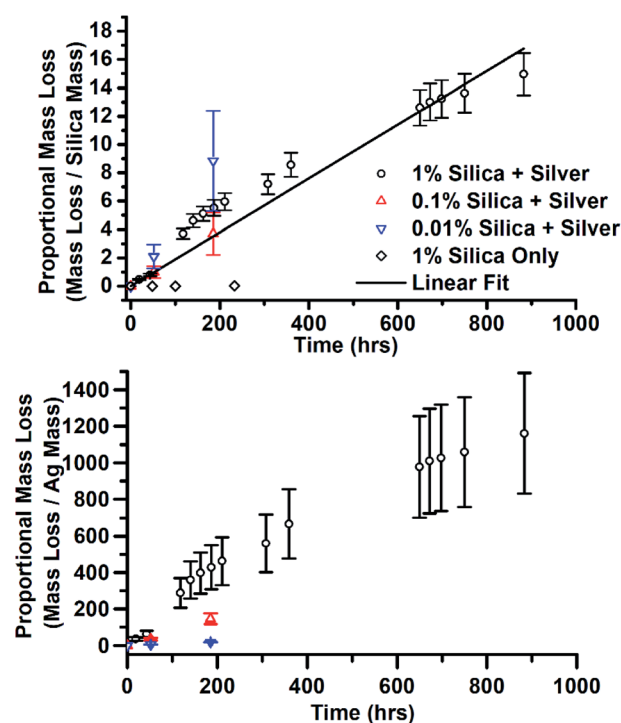 Proportional Mass Loss
(Mass Loss / Silica Mass)
18
16
14
12
10
8
6
4
2
0
1% Silica + Silver
0.1% Silica + Silver
0.01% Silica + Silver
1% Silica Only
Linear Fit
0 200 400 600 800 1000
Time (hrs)
Proportional Mass Loss
(Mass Loss / Ag Mass)
1400
1200
1000
800
600
400
200
0
0 200 400 600 800 1000
Time (hrs)